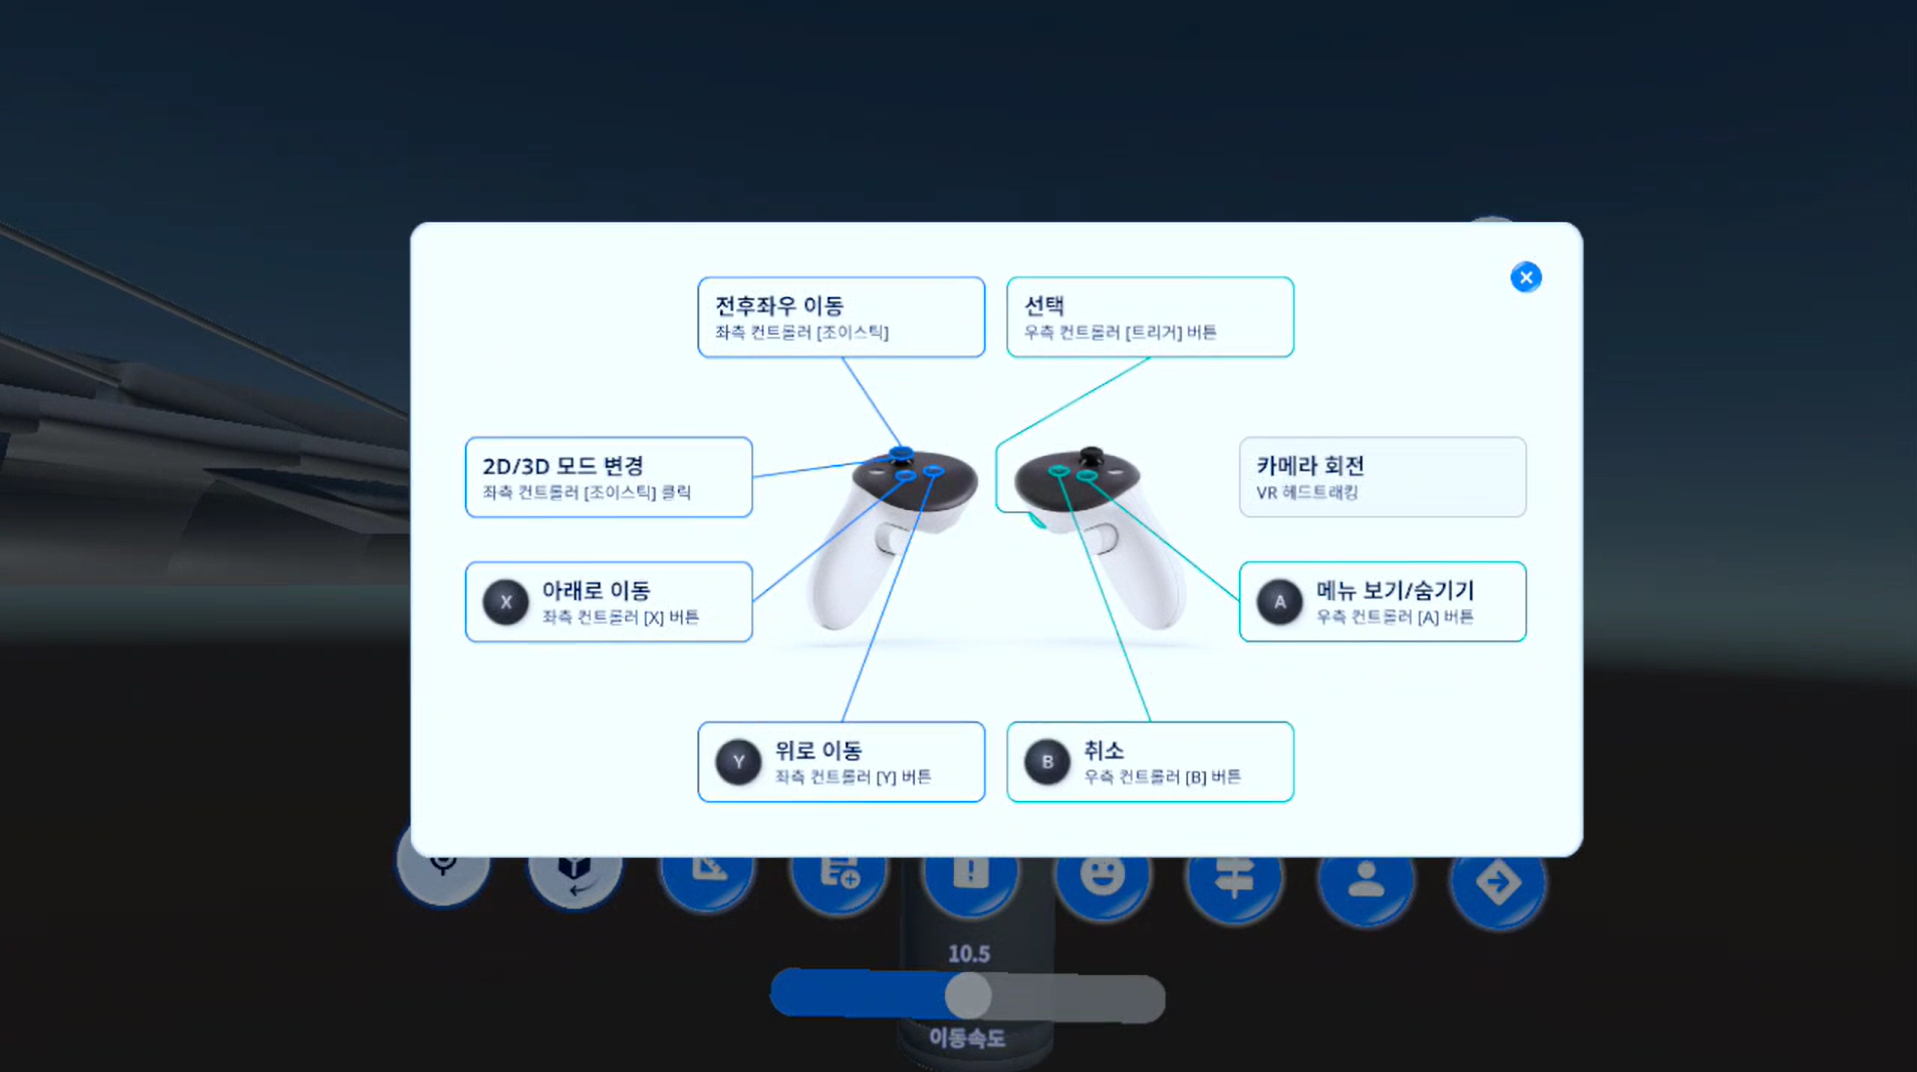 전후좌우 이동
좌측 컨트롤러 [조이스틱]
선택
우측 컨트롤러 [트리거] 버튼
2D/3D 모드 변경
좌측 컨트롤러 [조이스틱] 클릭
카메라 회전
VR 헤드트래킹
X
아래로 이동
좌측 컨트롤러 [X] 버튼
A
메뉴 보기/숨기기
우측 컨트롤러 [A] 버튼
Y
위로 이동
좌측 컨트롤러 [Y] 버튼
B
취소
우측 컨트롤러 [B] 버튼
10.5
이동속도